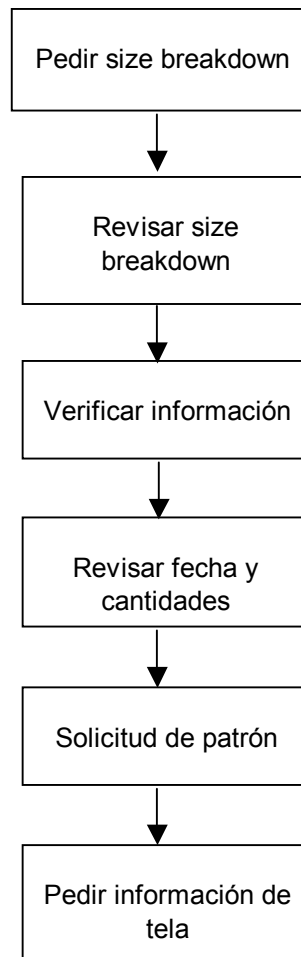 Pedir size breakdown
Revisar size
breakdown
Verificar información
Revisar fecha y
cantidades
Solicitud de patrón
Pedir información de
tela